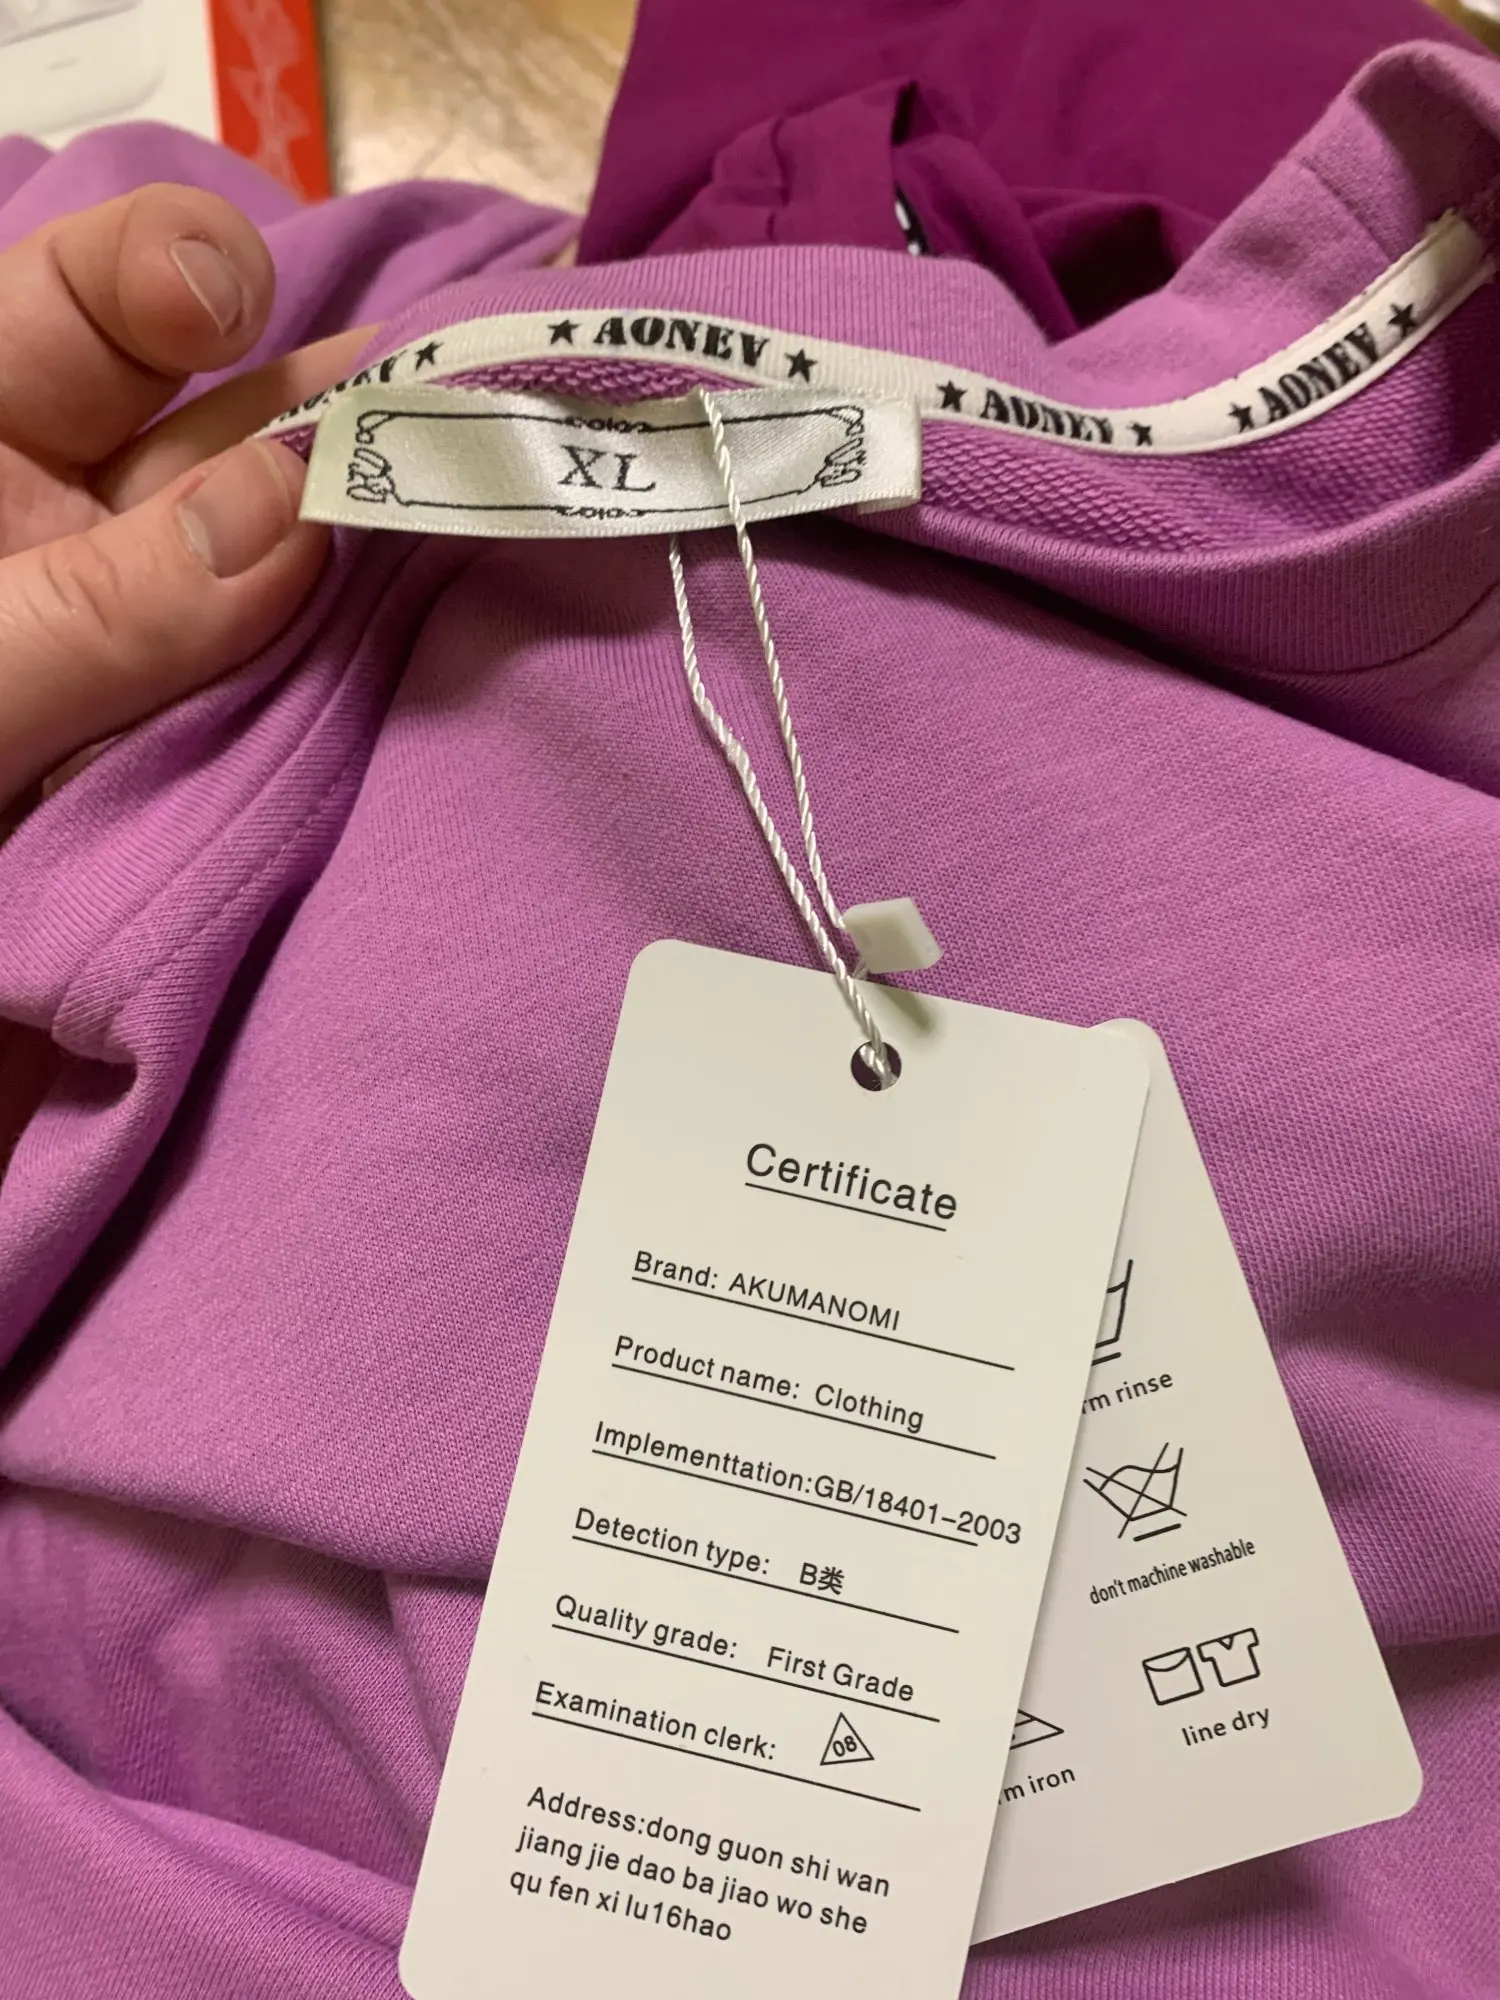 ★ AONEV ★
★ AONEV ★
★ AONEV ★
XL
Certificate
Brand: AKUMANOMI
Product name: Clothing
Implementtation:GB/18401-2003
Detection type: B类
Quality grade: First Grade
Examination clerk: 08
Address:dong guon shi wan
jiang jie dao ba jiao wo she
qu fen xi lu16hao
rinse
don't machine washable
line dry
iron